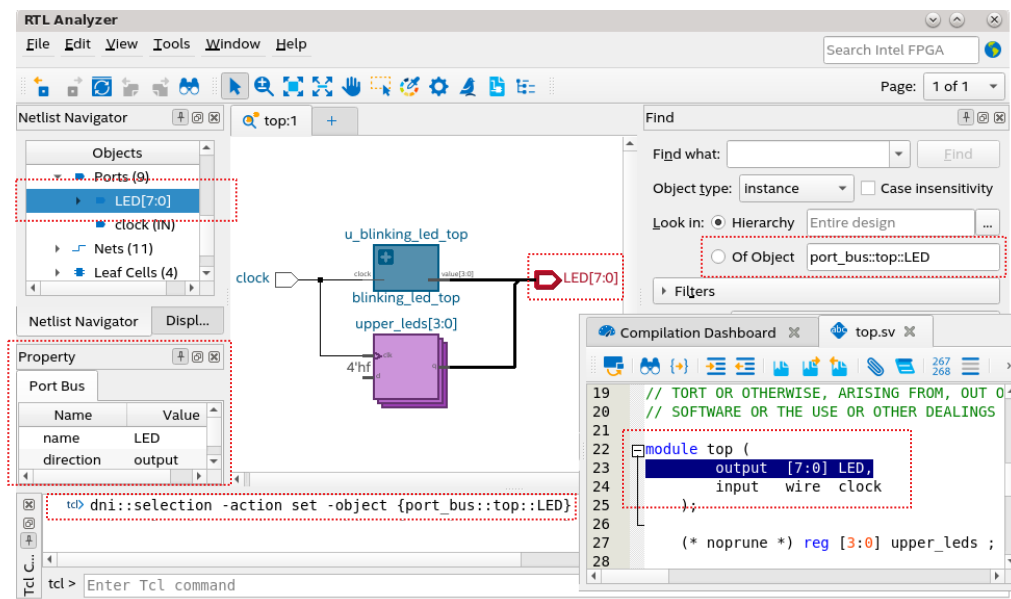 RTL Analyzer
File Edit View Tools Window Help
Search Intel FPGA
Page: 1 of 1
Netlist Navigator
Objects
Ports (9)
LED[7:0]
clock (IN)
Nets (11)
Leaf Cells (4)
Netlist Navigator Displ...
Property
Port Bus
Name Value
name LED
direction output
top:1 +
u_blinking_led_top
clock
clock value[3:0]
LED[7:0]
blinking_led_top
upper_leds[3:0]
clk
4'hf
d
q
Find
Find what: Find
Object type: instance Case insensitivity
Look in: Hierarchy Entire design ...
Of Object port_bus::top::LED
Filters
Compilation Dashboard top.sv
267
268
19 // TORT OR OTHERWISE, ARISING FROM, OUT O
20 // SOFTWARE OR THE USE OR OTHER DEALINGS
21
22 module top (
23 output [7:0] LED,
24 input wire clock
25 );
26
27 (* noprune *) reg [3:0] upper_leds ;
28
tcl> dni::selection -action set -object {port_bus::top::LED}
Tcl C...
tcl > Enter Tcl command